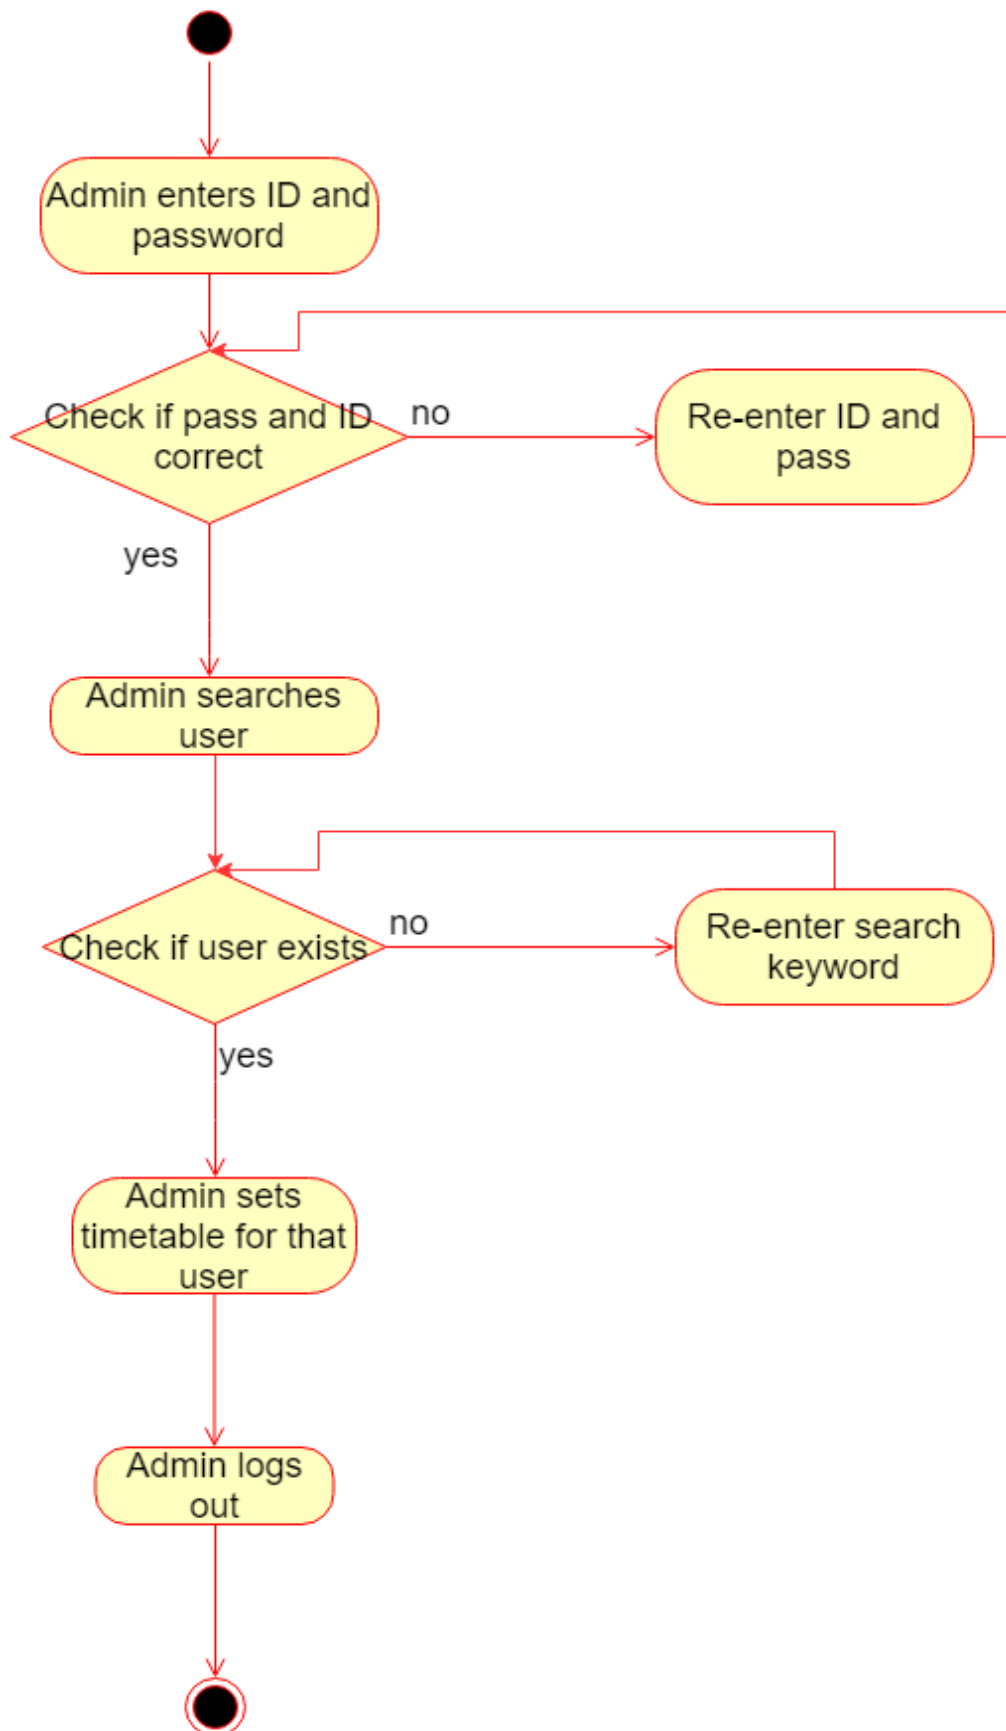 Admin enters ID and
password
Check if pass and ID
correct
no
Re-enter ID and
pass
yes
Admin searches
user
Check if user exists
no
Re-enter search
keyword
yes
Admin sets
timetable for that
user
Admin logs
out